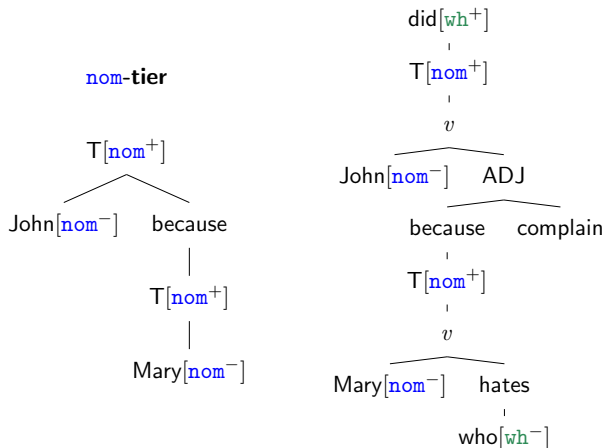 nom-tier
T[nom⁺]
John[nom⁻] because
T[nom⁺]
Mary[nom⁻]
did[wh⁺]
T[nom⁺]
v
John[nom⁻] ADJ
because complain
T[nom⁺]
v
Mary[nom⁻] hates
who[wh⁻]